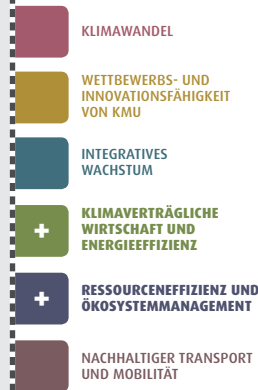 KLIMAWANDEL
WETTBEWERBS- UND
INNOVATIONSFÄHIGKEIT
VON KMU
INTEGRATIVES
WACHSTUM
+
KLIMAVERTRÄGLICHE
WIRTSCHAFT UND
ENERGIEEFFIZIENZ
+
RESSOURCENEFFIZIENZ UND
ÖKOSYSTEMMANAGEMENT
NACHHALTIGER TRANSPORT
UND MOBILITÄT